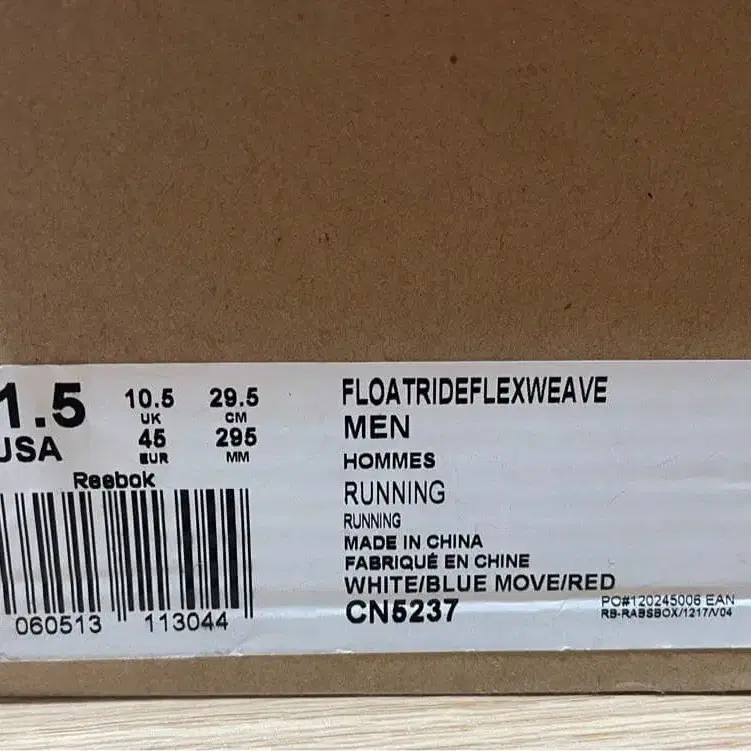 1.5 10.5 29.5
USA UK CM
45 295
EUR MM
Reebok
060513 113044
FLOATRIDEFLEXWEAVE
MEN
HOMMES
RUNNING
RUNNING
MADE IN CHINA
FABRIQUÉ EN CHINE
WHITE/BLUE MOVE/RED
CN5237
PO#120245006 EAN
RB-RABSBOX/1217/V04